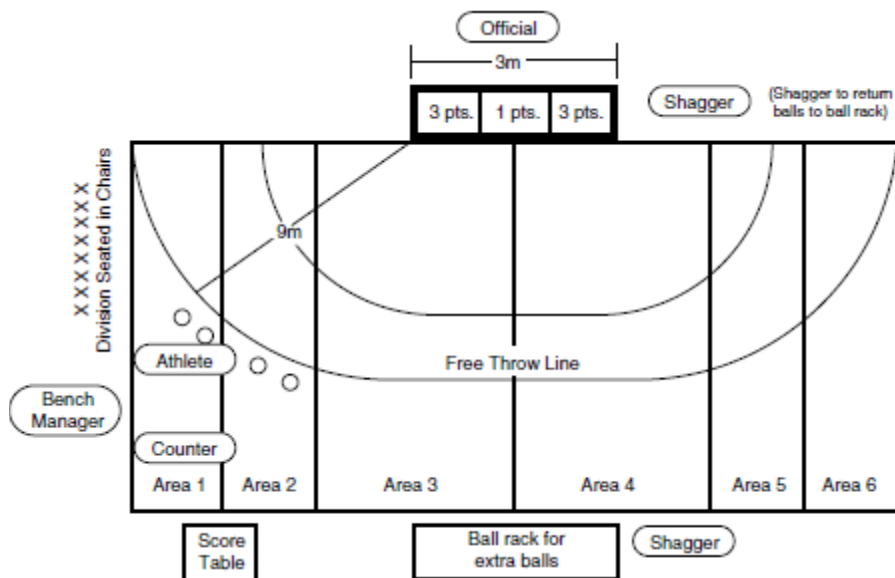 Official
3m
3 pts. 1 pts. 3 pts.
Shagger
(Shagger to return
balls to ball rack)
X X X X X X X X
Division Seated in Chairs
9m
Athlete
Free Throw Line
Bench
Manager
Counter
Area 1 Area 2 Area 3 Area 4 Area 5 Area 6
Score
Table
Ball rack for
extra balls
Shagger